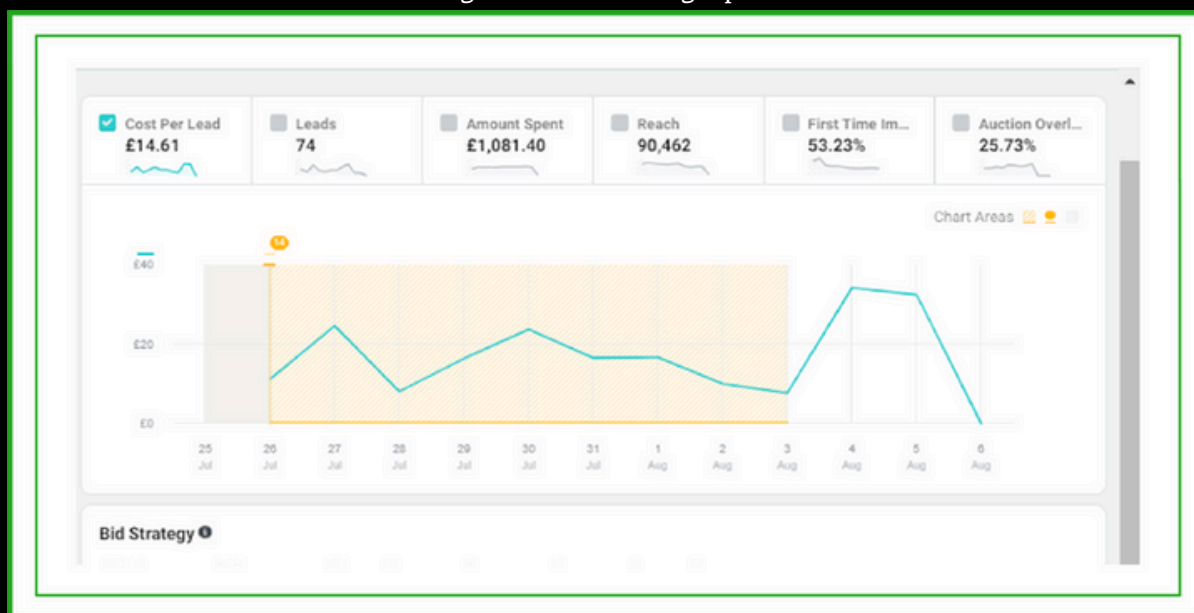 Cost Per Lead
£14.61
Leads
74
Amount Spent
£1,081.40
Reach
90,462
First Time Im...
53.23%
Auction Overl...
25.73%
Chart Areas
14
£40
£20
£0
25 Jul
26 Jul
27 Jul
28 Jul
29 Jul
30 Jul
31 Jul
1 Aug
2 Aug
3 Aug
4 Aug
5 Aug
6 Aug
Bid Strategy